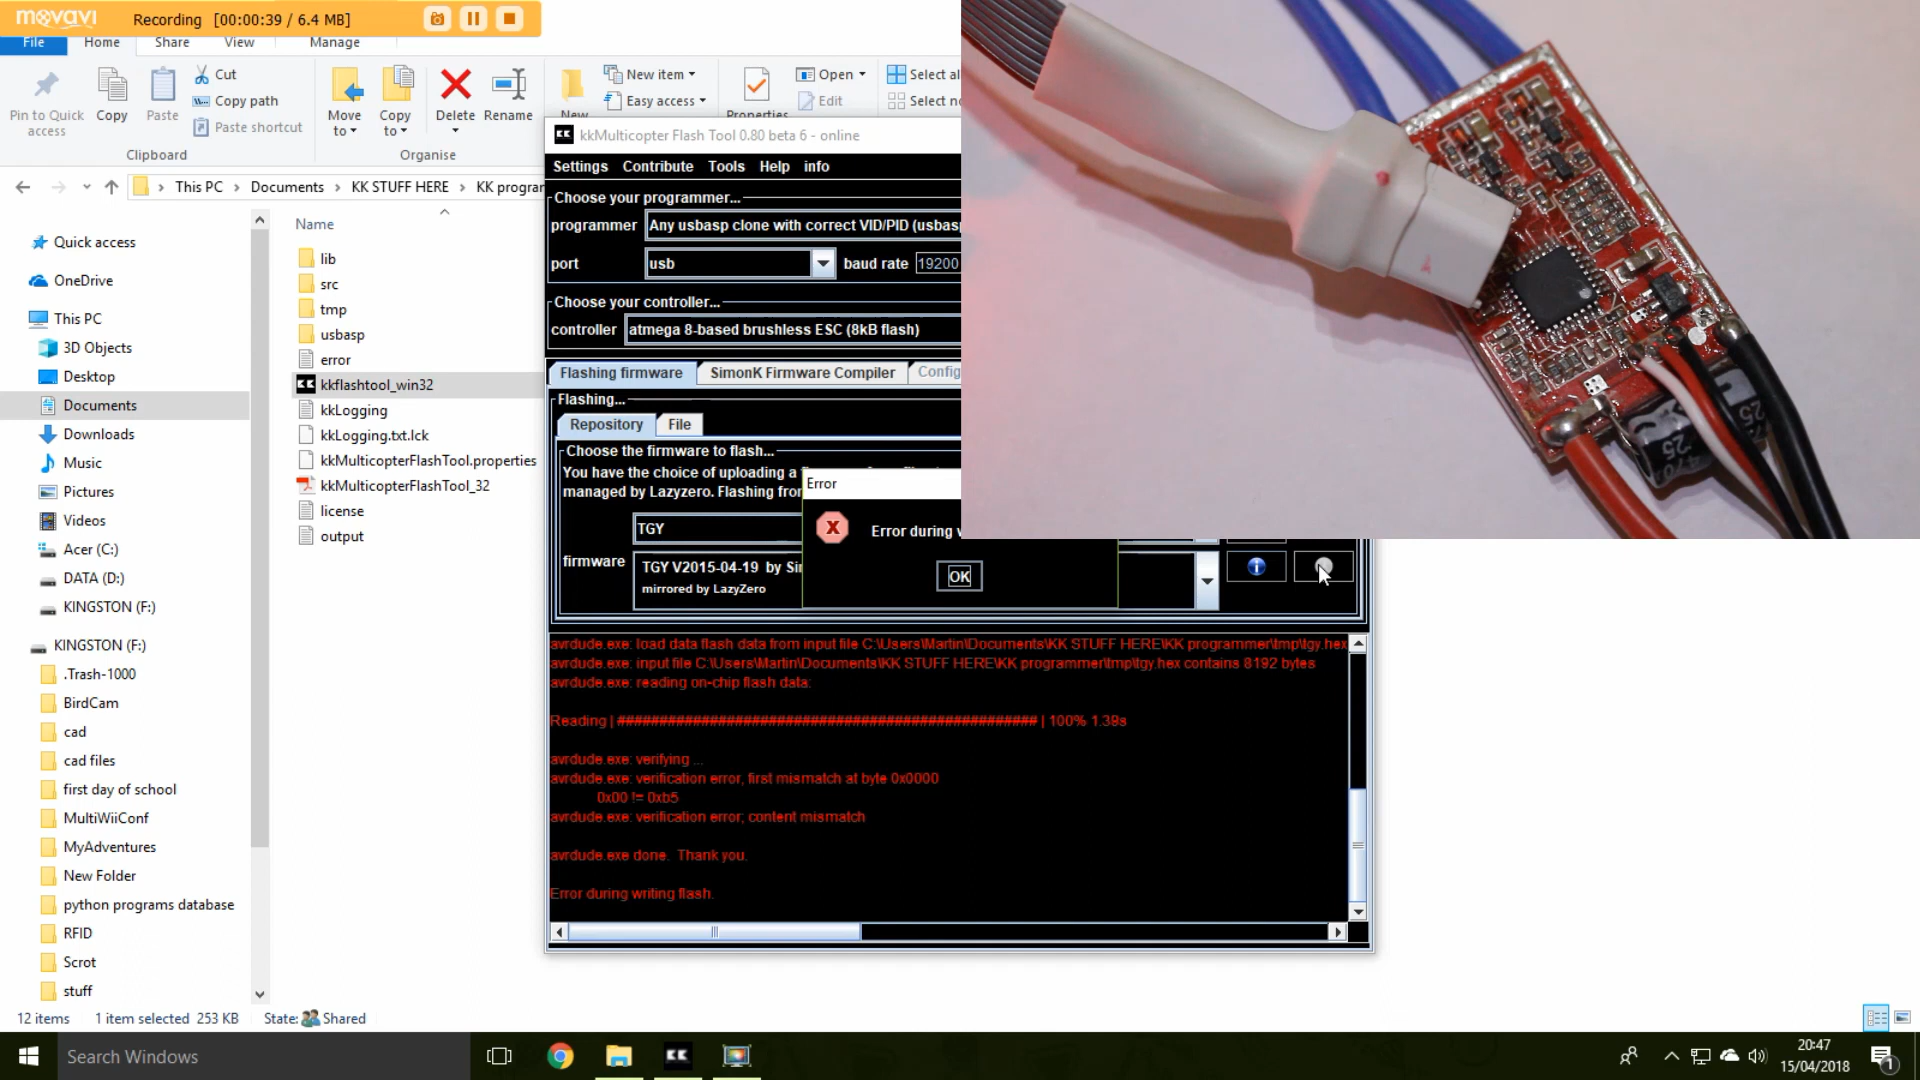 movavi
Recording [00:00:39 / 6.4 MB]
File Home Share View Manage
Pin to Quick access
Copy
Paste
Cut
Copy path
Paste shortcut
Clipboard
Move to
Copy to
Delete
Rename
Organise
New
New item
Easy access
Properties
Open
Edit
Select al
Select no
This PC Documents KK STUFF HERE KK progran
Name
Quick access
OneDrive
This PC
3D Objects
Desktop
Documents
Downloads
Music
Pictures
Videos
Acer (C:)
DATA (D:)
KINGSTON (F:)
KINGSTON (F:)
.Trash-1000
BirdCam
cad
cad files
first day of school
MultiWiiConf
MyAdventures
New Folder
python programs database
RFID
Scrot
stuff
lib
src
tmp
usbasp
error
kkflashtool_win32
kkLogging
kkLogging.txt.lck
kkMulticopterFlashTool.properties
kkMulticopterFlashTool_32
license
output
kkMulticopter Flash Tool 0.80 beta 6 - online
Settings Contribute Tools Help info
Choose your programmer...
programmer Any usbasp clone with correct VID/PID (usbasp
port usb baud rate 19200
Choose your controller...
controller atmega 8-based brushless ESC (8kB flash)
Flashing firmware SimonK Firmware Compiler Config
Flashing...
Repository File
Choose the firmware to flash...
You have the choice of uploading a
managed by Lazyzero. Flashing from
TGY
firmware
TGY V2015-04-19 by Sir
mirrored by LazyZero
Error
Error during w
OK
avrdude.exe: load data flash data from input file C:\Users\Martin\Documents\KK STUFF HERE\KK programmer\tmp\tgy.hex
avrdude.exe: input file C:\Users\Martin\Documents\KK STUFF HERE\KK programmer\tmp\tgy.hex contains 8192 bytes
avrdude.exe: reading on-chip flash data:
Reading | ################################################## | 100% 1.39s
avrdude.exe: verifying ...
avrdude.exe: verification error, first mismatch at byte 0x0000
0x00 != 0xb5
avrdude.exe: verification error; content mismatch
avrdude.exe done. Thank you.
Error during writing flash.
12 items 1 item selected 253 KB State: Shared
Search Windows
20:47
15/04/2018
1